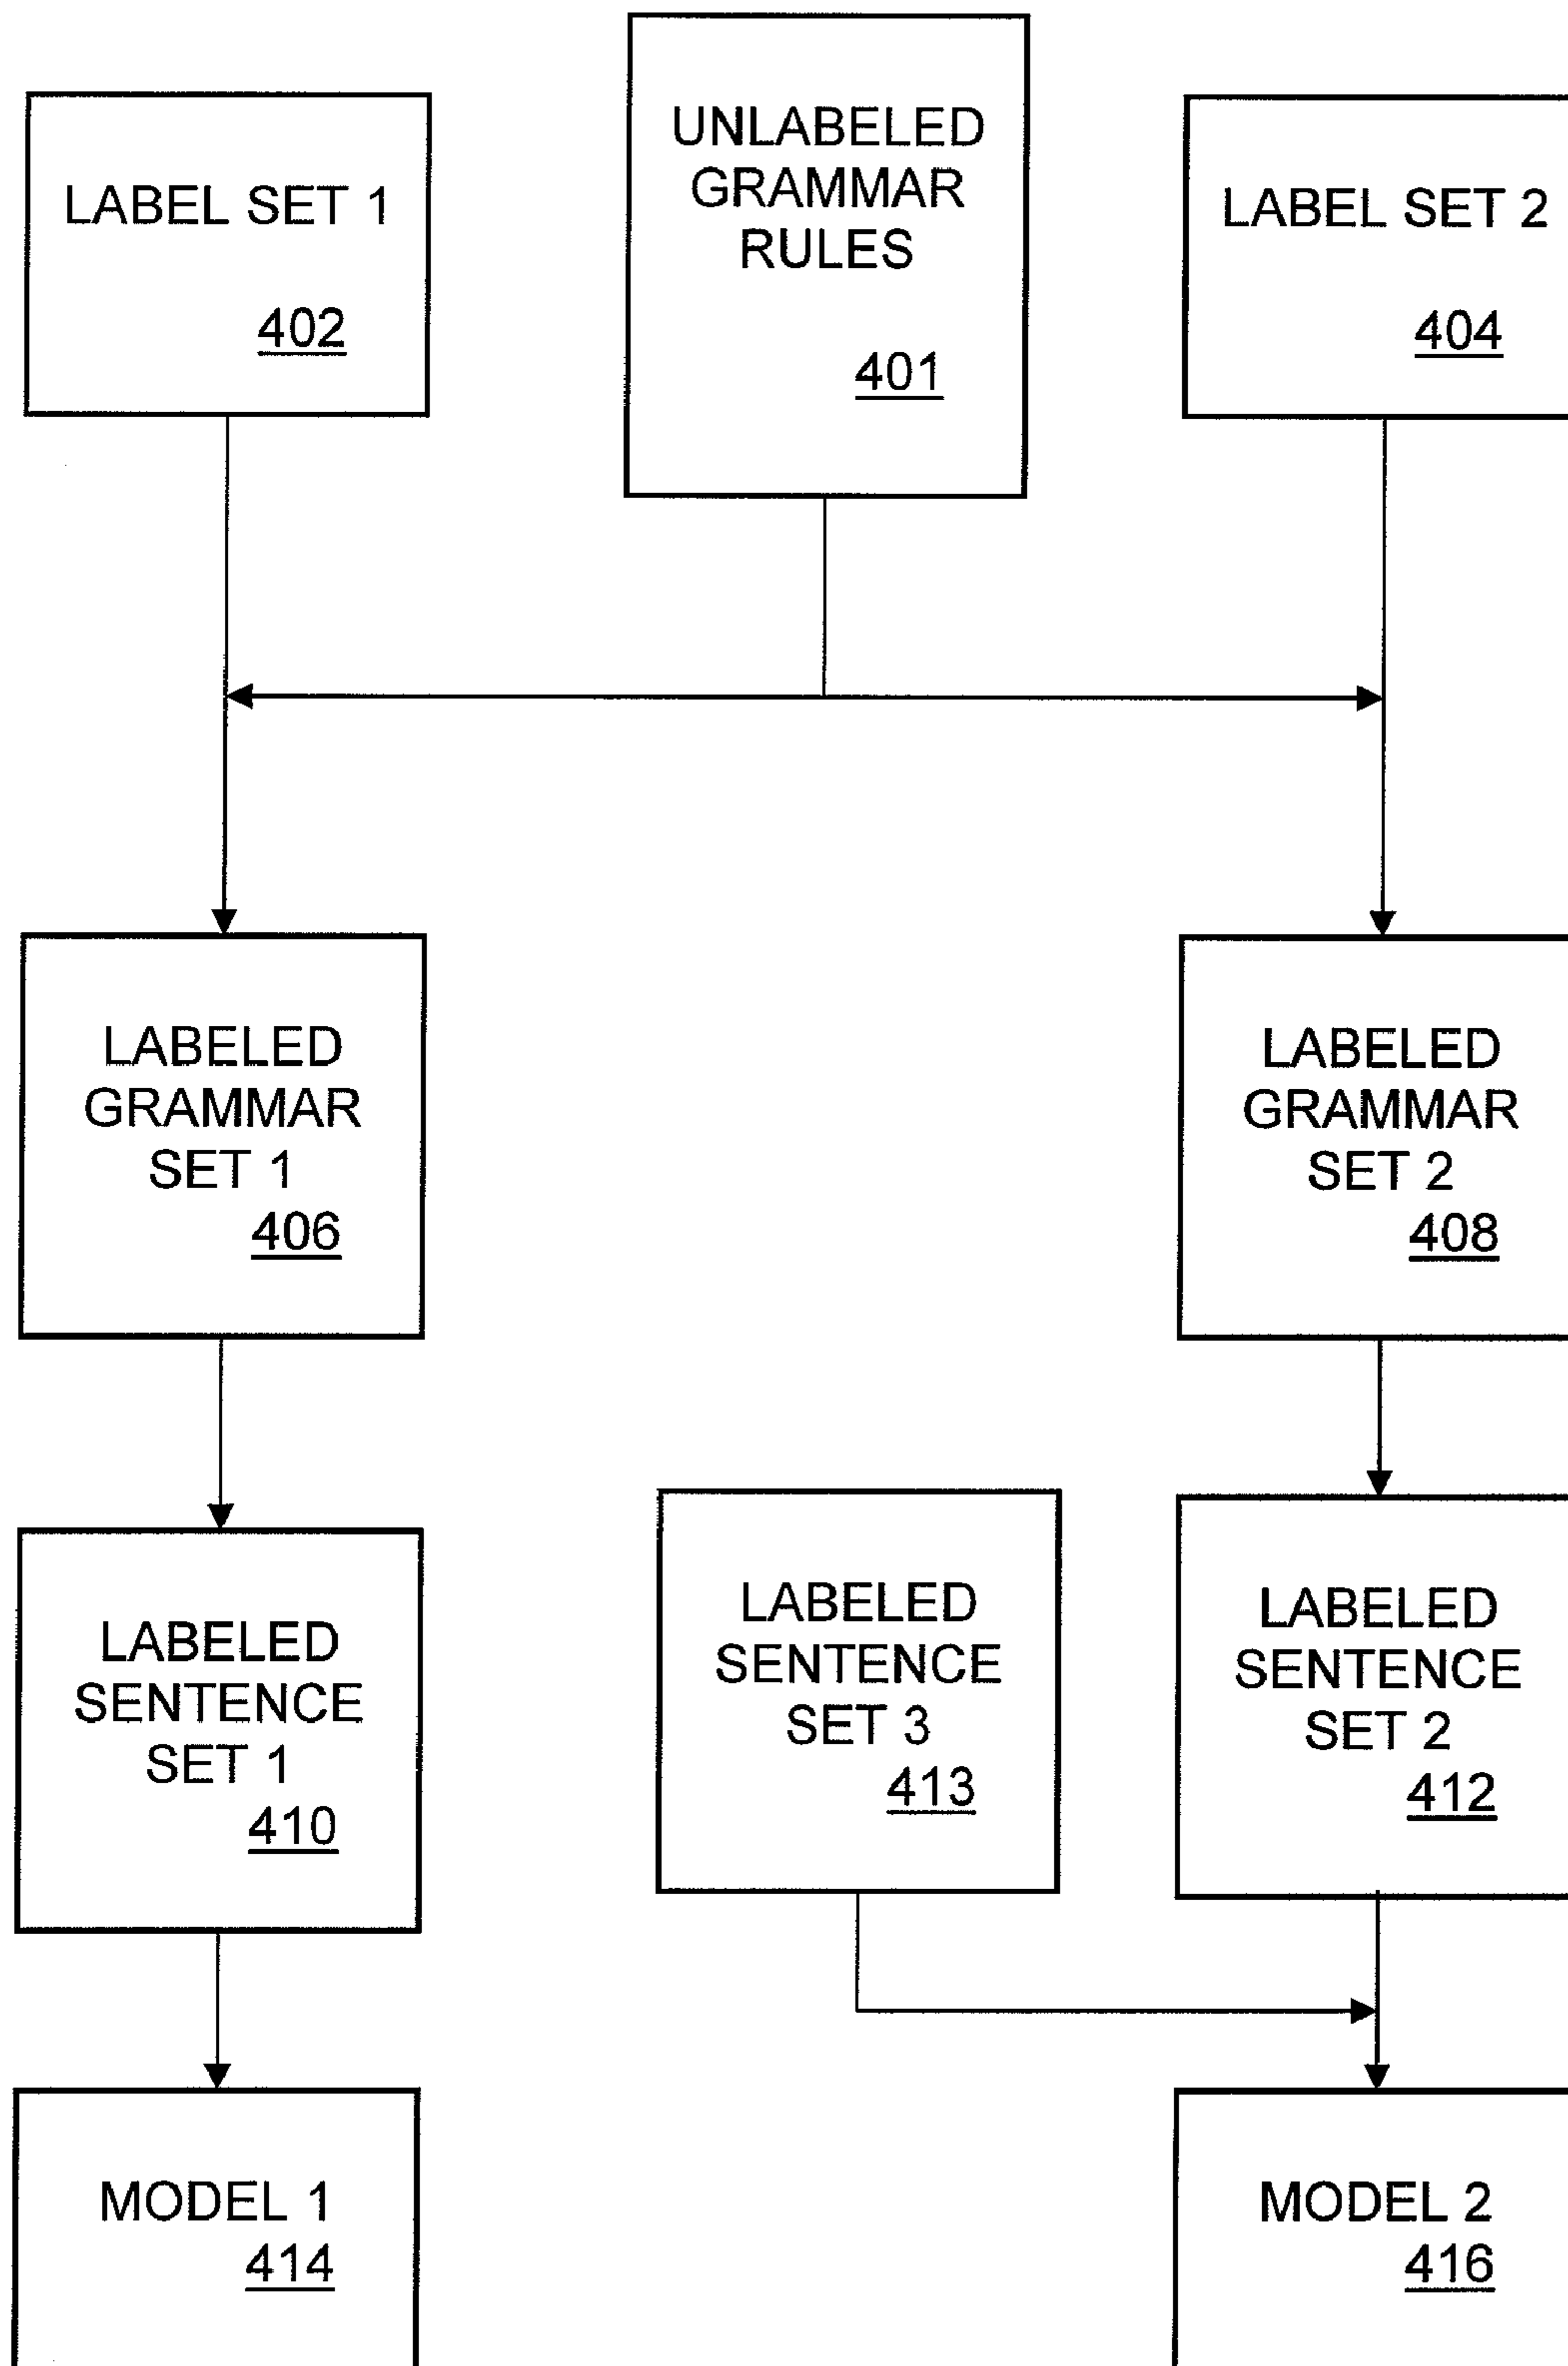 LABEL SET 1
402
UNLABELED
GRAMMAR
RULES
401
LABEL SET 2
404
LABELED
GRAMMAR
SET 1
406
LABELED
GRAMMAR
SET 2
408
LABELED
SENTENCE
SET 1
410
LABELED
SENTENCE
SET 3
413
LABELED
SENTENCE
SET 2
412
MODEL 1
414
MODEL 2
416